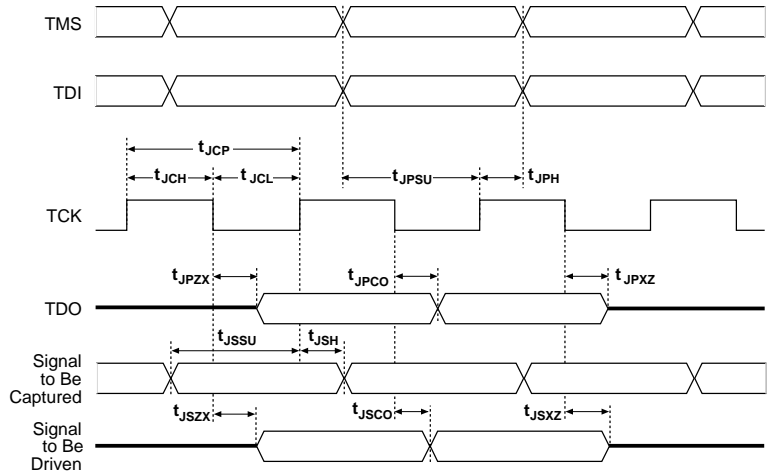 TMS
TDI
tJCP
tJCH tJCL tJPSU tJPH
TCK
tJPZX tJPCO tJPXZ
TDO
tJSSU tJSH
Signal
to Be
Captured
tJSZX tJSCO tJSXZ
Signal
to Be
Driven